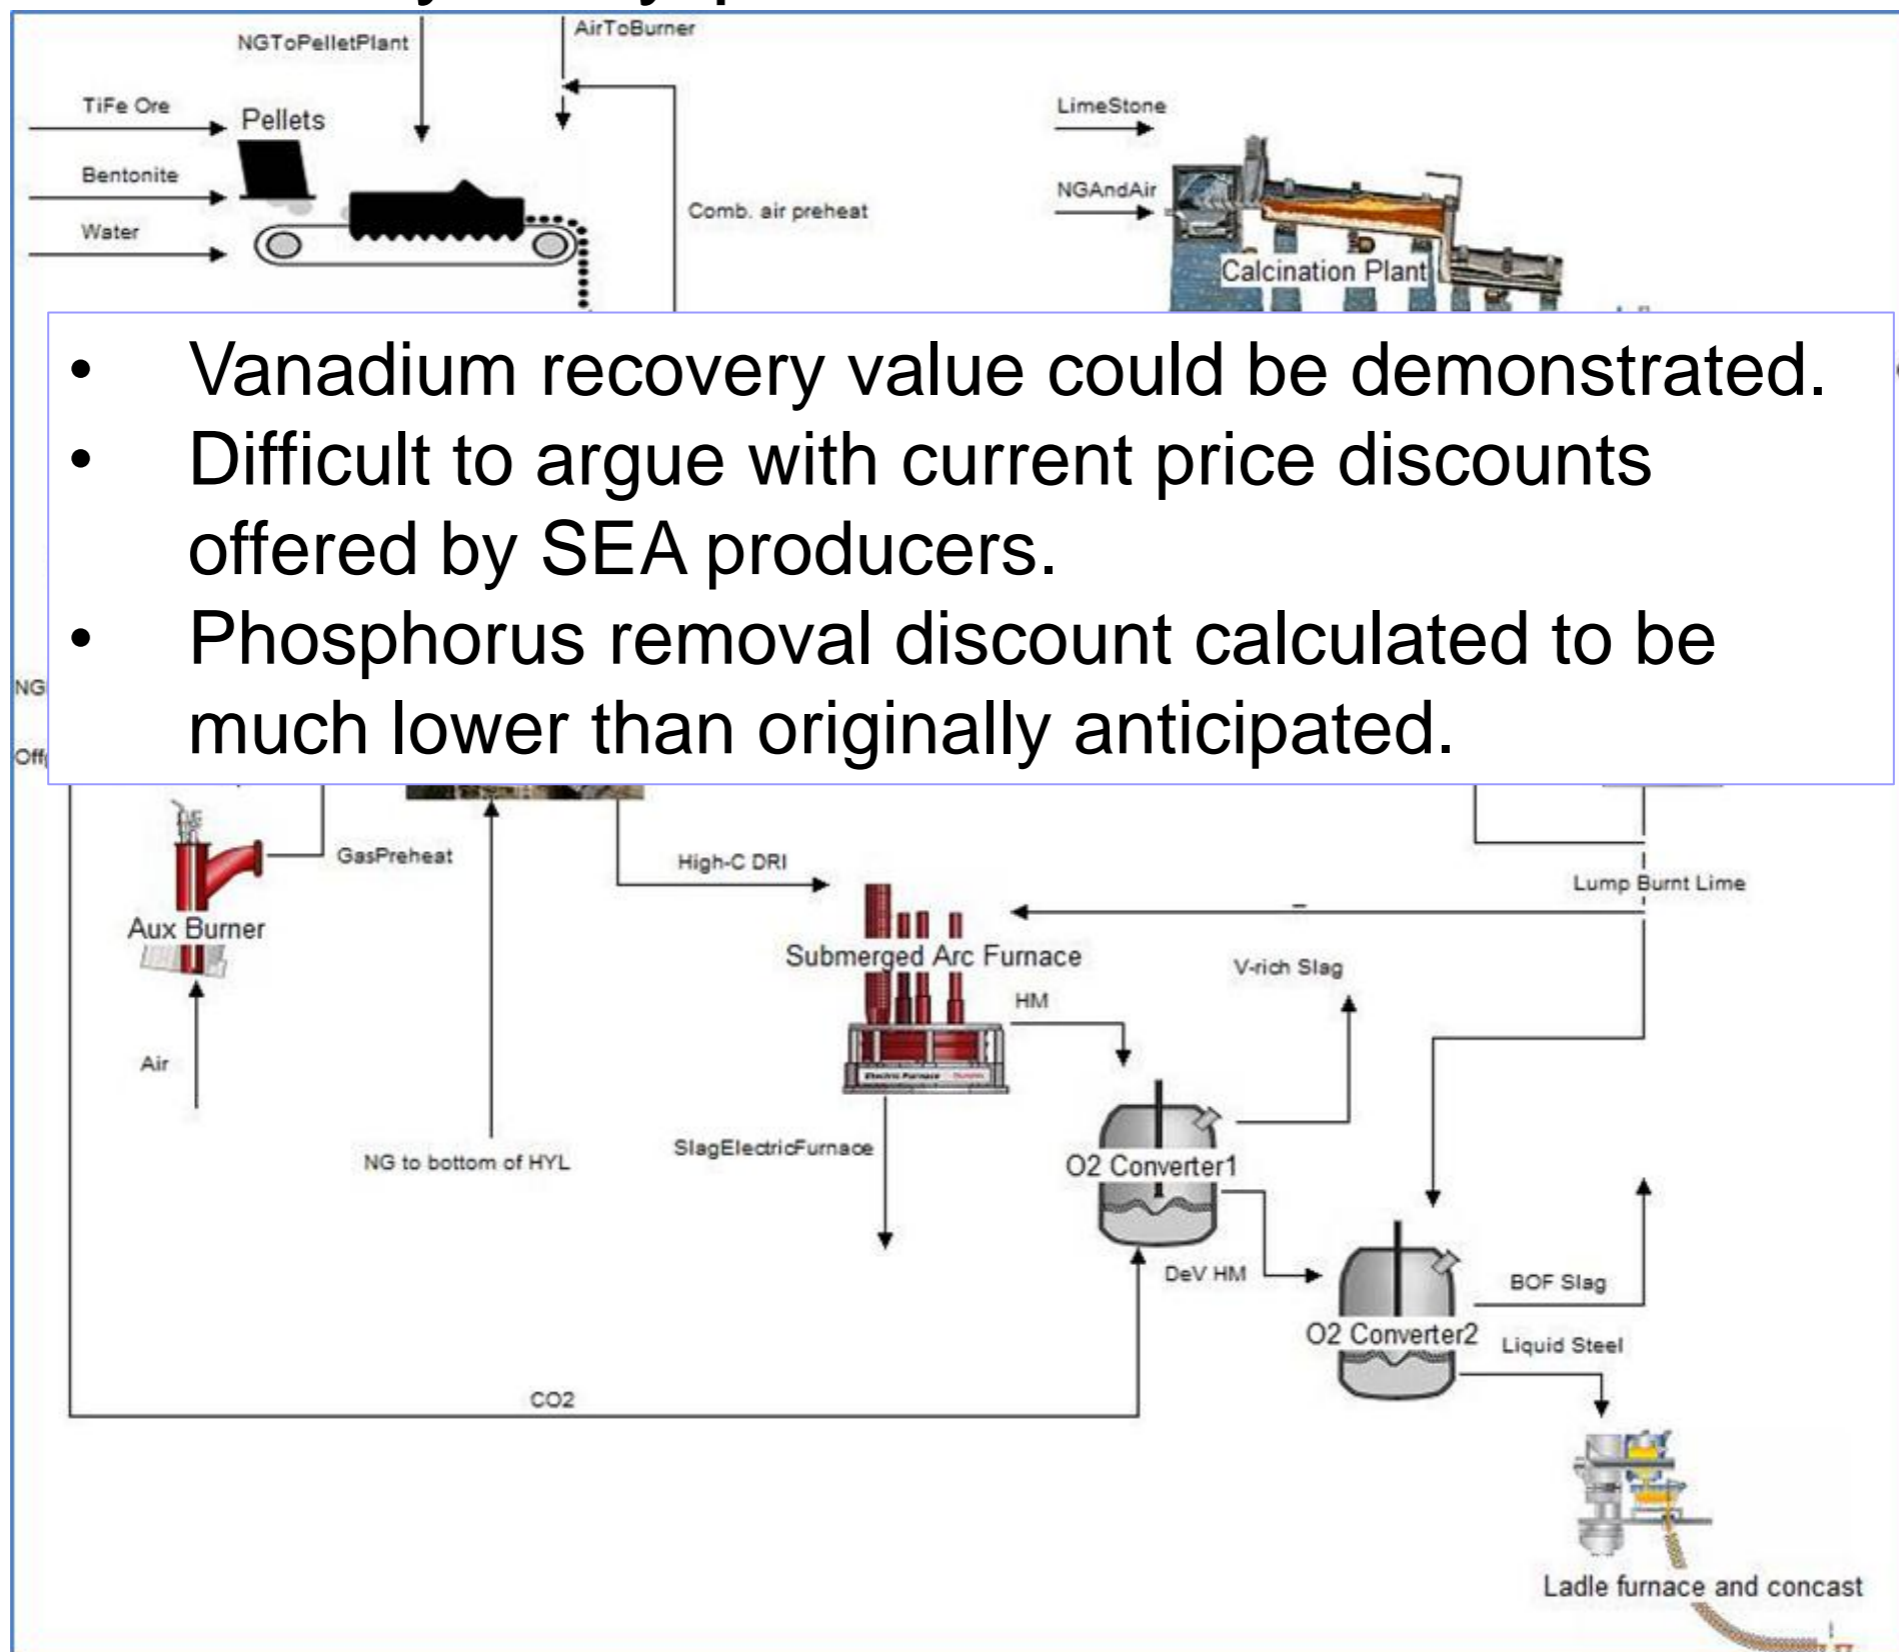 NGToPelletPlant
AirToBurner
TiFe Ore
Pellets
LimeStone
Bentonite
NGAndAir
Comb. air preheat
Water
Calcination Plant
• Vanadium recovery value could be demonstrated.
• Difficult to argue with current price discounts
offered by SEA producers.
• Phosphorus removal discount calculated to be
much lower than originally anticipated.
GasPreheat
High-C DRI
Lump Burnt Lime
Aux Burner
Submerged Arc Furnace
V-rich Slag
HM
Air
Electric Furnace
SlagElectricFurnace
NG to bottom of HYL
O2 Converter1
DeV HM
BOF Slag
O2 Converter2
Liquid Steel
CO2
Ladle furnace and concast